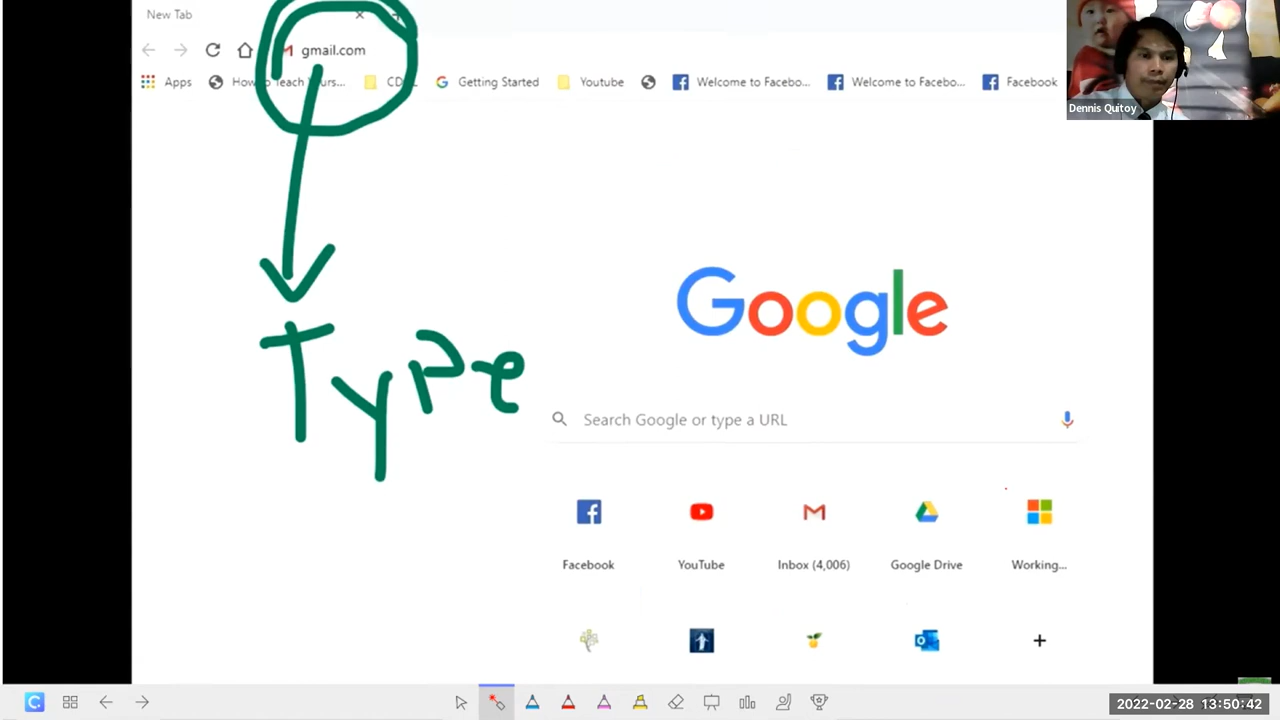 New Tab
gmail.com
Apps
Getting Started
Youtube
Welcome to Facebo...
Welcome to Facebo...
Facebook
Dennis Quitoy
Type
Google
Search Google or type a URL
Facebook YouTube Inbox (4,006) Google Drive Working...
2022-02-28 13:50:42